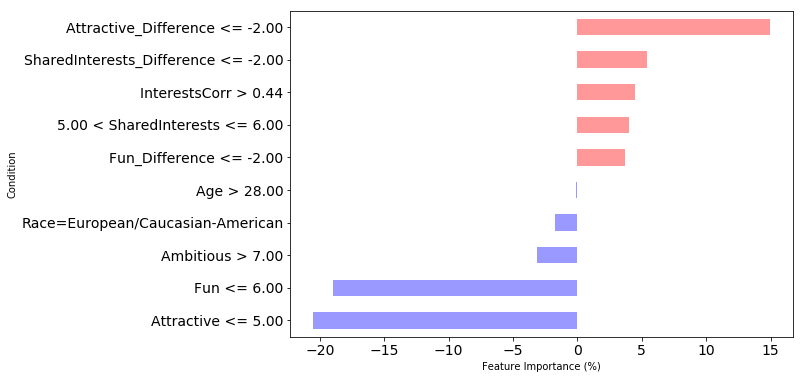 Attractive_Difference <= -2.00
SharedInterests_Difference <= -2.00
InterestsCorr > 0.44
5.00 < SharedInterests <= 6.00
Fun_Difference <= -2.00
Age > 28.00
Race=European/Caucasian-American
Ambitious > 7.00
Fun <= 6.00
Attractive <= 5.00
Condition
−20 −15 −10 −5 0 5 10 15
Feature Importance (%)